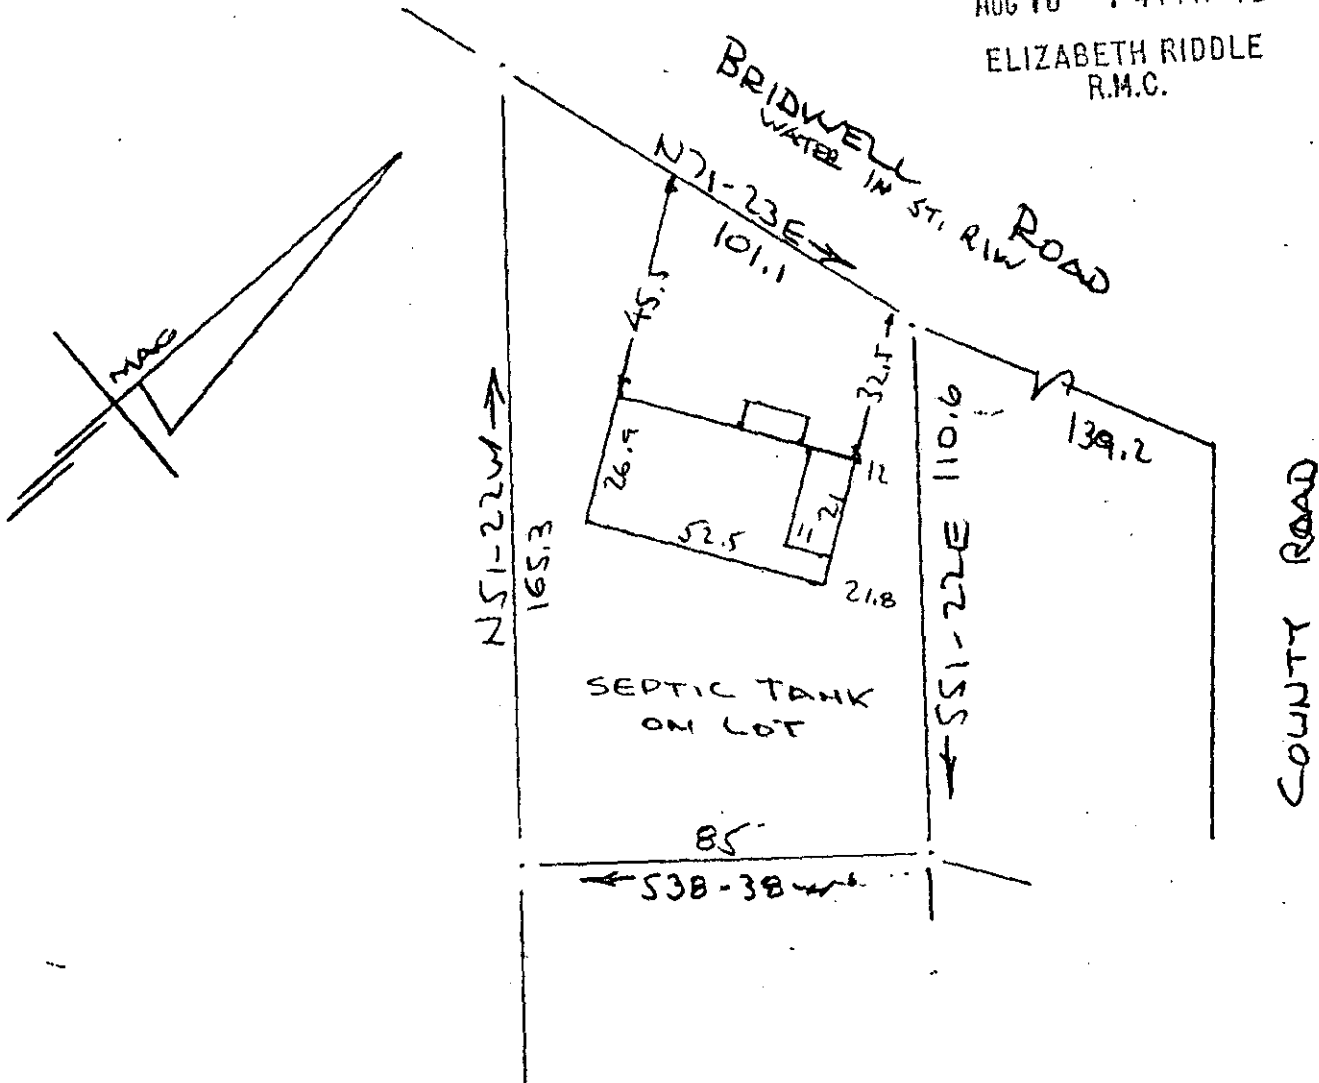 ELIZABETH RIDDLE
R.M.C.
BRIDWELL ROAD
WATER IN ST. R/W
N71-23E
101.1
45.5
32.5
MAG
26.5
52.5
21
12
21.8
N51-22W
165.3
S51-22E 110.6
139.2
COUNTY ROAD
SEPTIC TANK
ON LOT
85
S38-38W